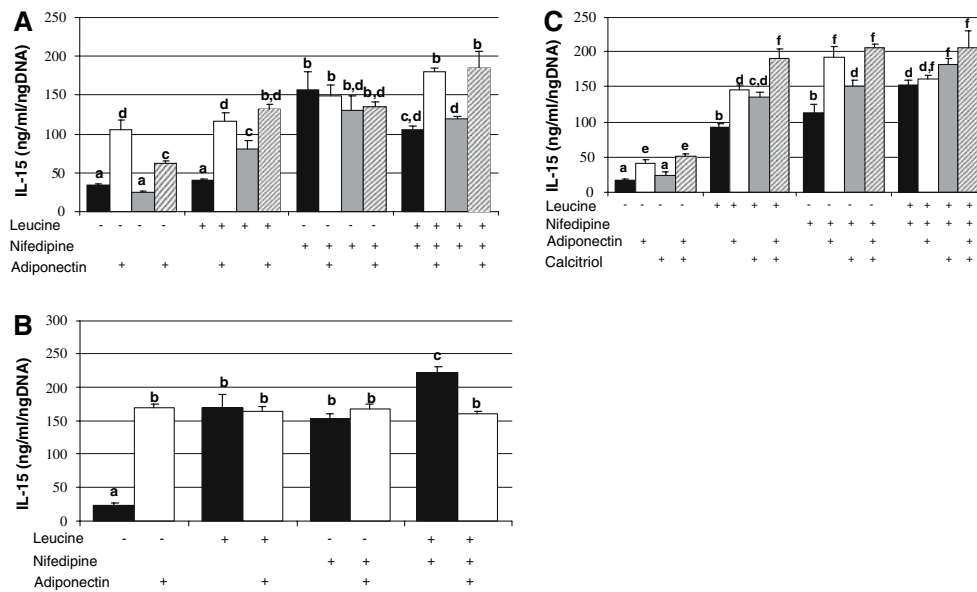 A
IL-15 (ng/ml/ngDNA)
250
200
150
100
50
0
a d a c a d c b,d b b b,d b,d c,d b d b
Leucine - - - - + + + + - - - - + + + +
Nifedipine + + + + + + + +
Adiponectin + + + + + + + +
B
IL-15 (ng/ml/ngDNA)
300
250
200
150
100
50
0
a b b b b b c b
Leucine - - + + - - + +
Nifedipine + + + +
Adiponectin + + + +
C
IL-15 (ng/ml/ngDNA)
250
200
150
100
50
0
a e a e b d c,d f b f d f d d,f f f
Leucine - - - - + + + + - - - - + + + +
Nifedipine + + + + + + + +
Adiponectin + + + + + + + +
Calcitriol + + + + + + + +